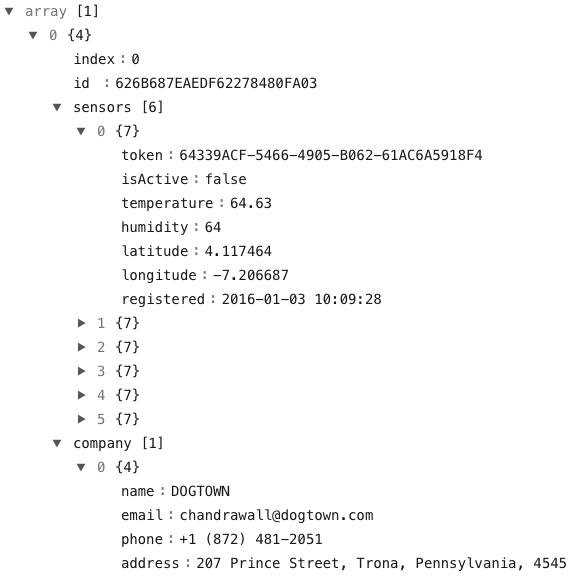 array [1]
0 {4}
index : 0
id : 626B687EAEDF62278480FA03
sensors [6]
0 {7}
token : 64339ACF-5466-4905-B062-61AC6A5918F4
isActive : false
temperature : 64.63
humidity : 64
latitude : 4.117464
longitude : -7.206687
registered : 2016-01-03 10:09:28
1 {7}
2 {7}
3 {7}
4 {7}
5 {7}
company [1]
0 {4}
name : DOGTOWN
email : chandrawall@dogtown.com
phone : +1 (872) 481-2051
address : 207 Prince Street, Trona, Pennsylvania, 4545